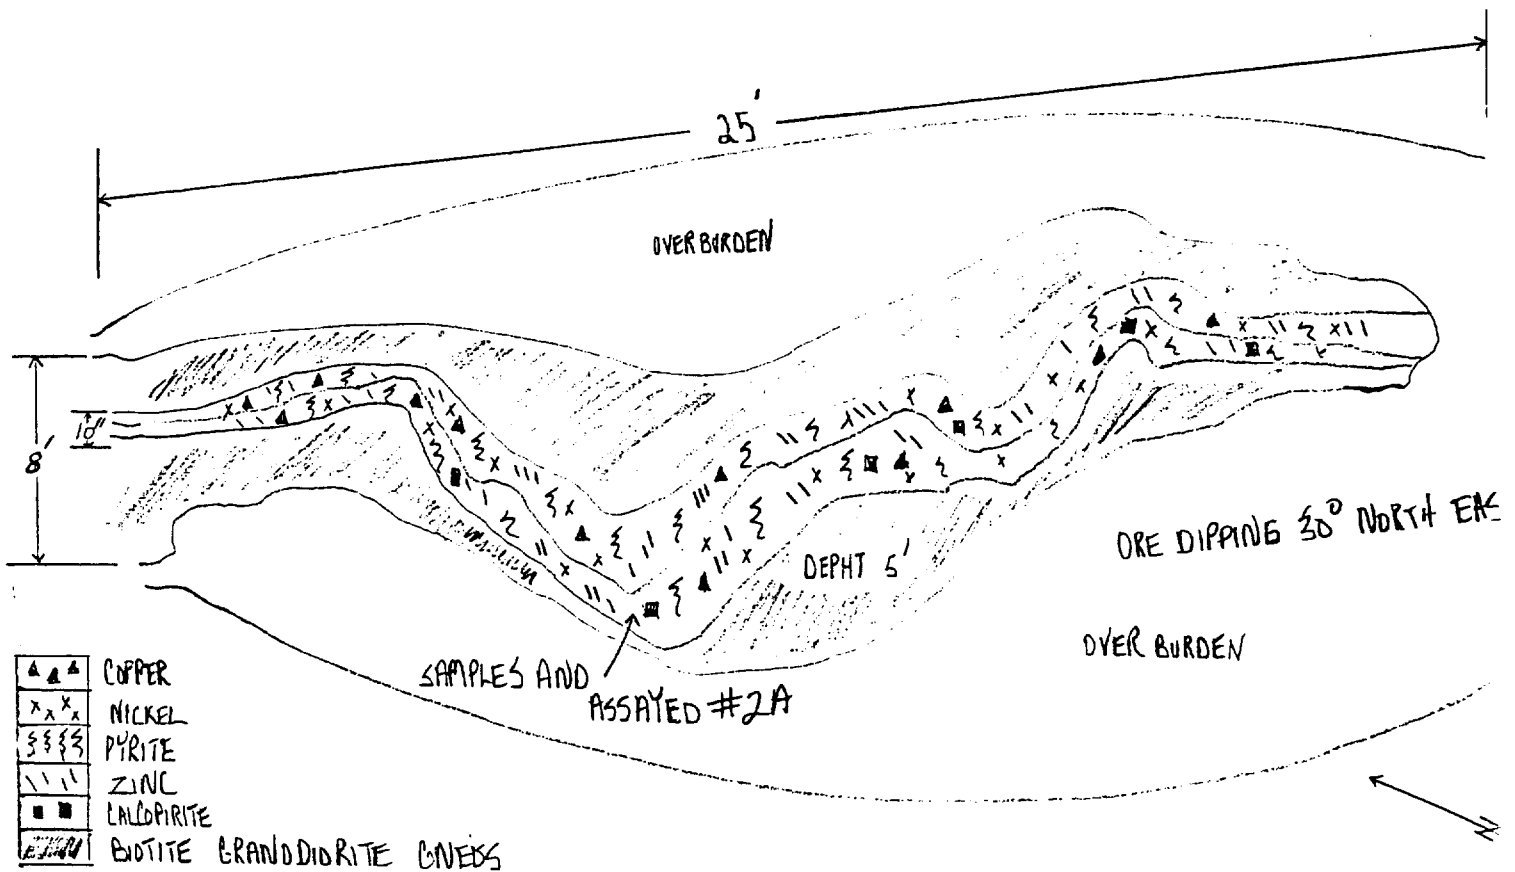 25'
OVERBURDEN
8'
10"
ORE DIPPING 30° NORTH EAS
DEPHT 5'
OVER BURDEN
SAMPLES AND
ASSAYED #2A
COPPER
NICKEL
PYRITE
ZINC
CALCOPIRITE
BIOTITE GRANODIORITE GNEISS
N